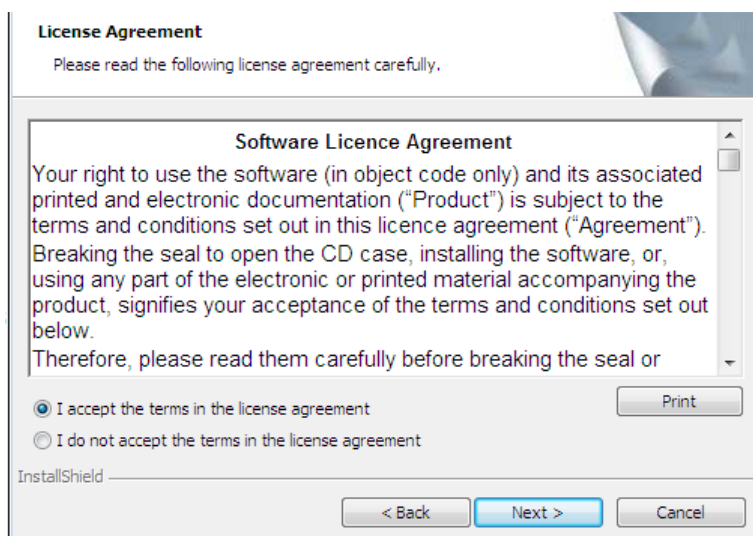 License Agreement
Please read the following license agreement carefully.
Software Licence Agreement
Your right to use the software (in object code only) and its associated
printed and electronic documentation (“Product”) is subject to the
terms and conditions set out in this licence agreement (“Agreement”).
Breaking the seal to open the CD case, installing the software, or,
using any part of the electronic or printed material accompanying the
product, signifies your acceptance of the terms and conditions set out
below.
Therefore, please read them carefully before breaking the seal or
I accept the terms in the license agreement
Print
I do not accept the terms in the license agreement
InstallShield
< Back
Next >
Cancel